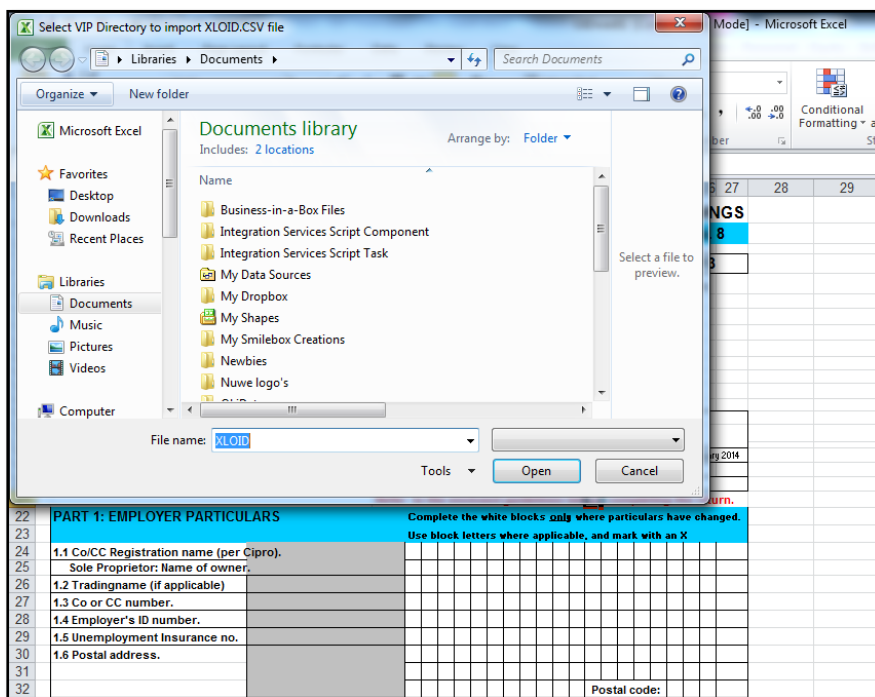 Select VIP Directory to import XLOID.CSV file
Mode] - Microsoft Excel
Libraries
Documents
Search Documents
Organize
New folder
Conditional
Formatting
Microsoft Excel
Favorites
Desktop
Downloads
Recent Places
Libraries
Documents
Music
Pictures
Videos
Computer
Documents library
Includes: 2 locations
Arrange by: Folder
Name
Business-in-a-Box Files
Integration Services Script Component
Integration Services Script Task
My Data Sources
My Dropbox
My Shapes
My Smilebox Creations
Newbies
Nuwe logo's
Select a file to
preview.
File name: XLOID
Tools
Open
Cancel
27 28 29
NGS
8
22 PART 1: EMPLOYER PARTICULARS Complete the white blocks only where particulars have changed.
23 Use block letters where applicable, and mark with an X
24 1.1 Co/CC Registration name (per Cipro).
25 Sole Proprietor: Name of owner.
26 1.2 Tradingname (if applicable)
27 1.3 Co or CC number.
28 1.4 Employer's ID number.
29 1.5 Unemployment Insurance no.
30 1.6 Postal address.
31
32 Postal code: